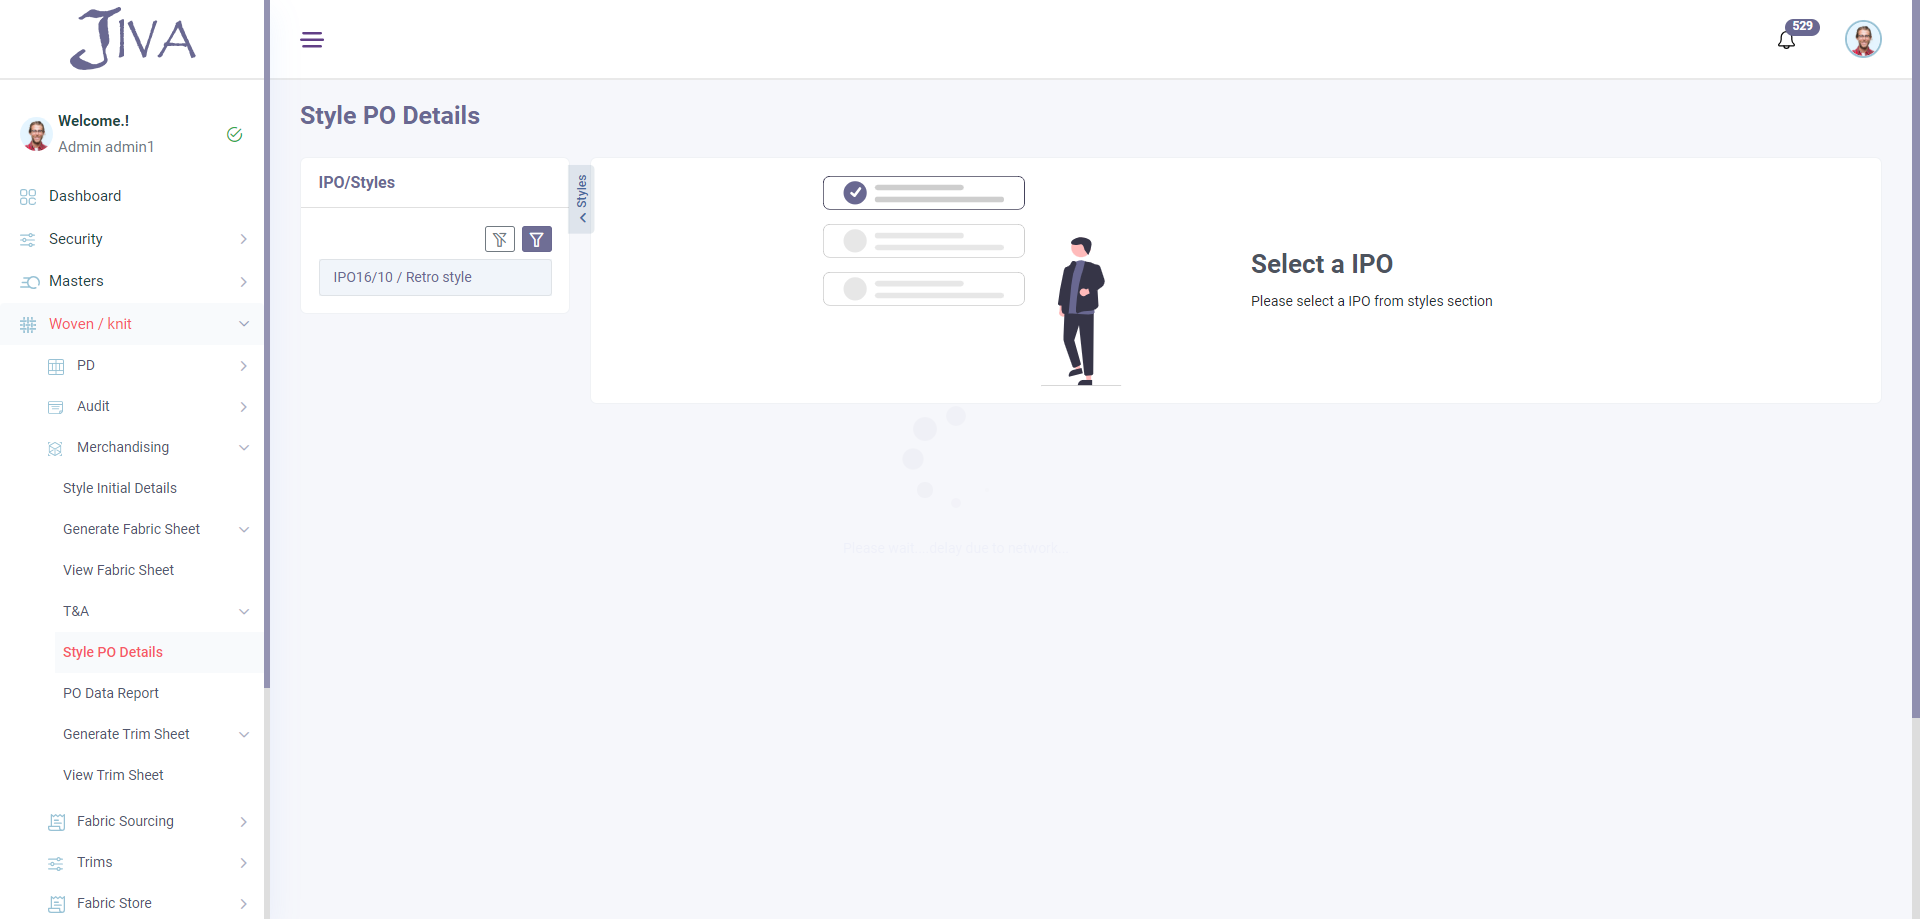 JIVA
529
Welcome.!
Admin admin1
Dashboard
Security
Masters
Woven / knit
PD
Audit
Merchandising
Style Initial Details
Generate Fabric Sheet
View Fabric Sheet
T&A
Style PO Details
PO Data Report
Generate Trim Sheet
View Trim Sheet
Fabric Sourcing
Trims
Fabric Store
Style PO Details
IPO/Styles
Styles
IPO16/10 / Retro style
Select a IPO
Please select a IPO from styles section
Please wait... delay due to network..